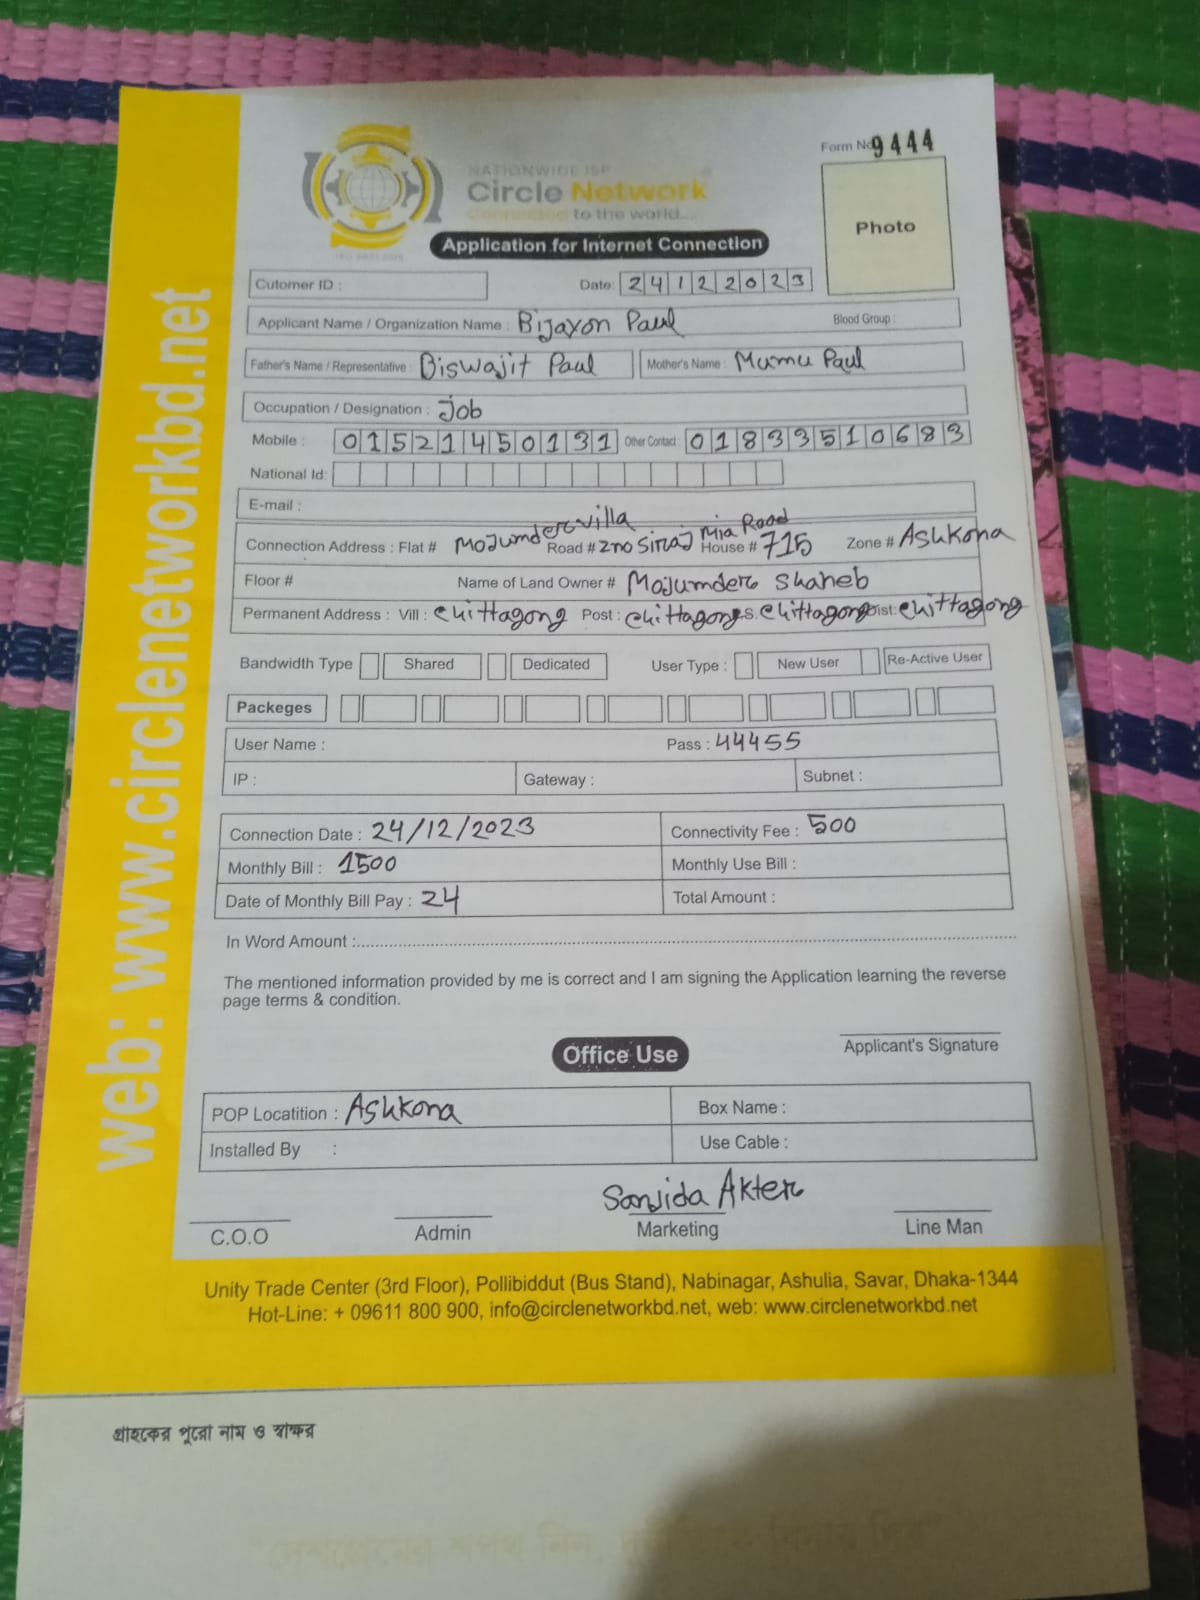 Form No 9444
NATIONWIDE ISP
Circle Network
Connected to the world...
Photo
Application for Internet Connection
Cutomer ID :
Date: 24122023
Applicant Name / Organization Name : Bijaxon Paul Blood Group :
Father's Name / Representative : Biswajit Paul Mother's Name : Mumu Paul
Occupation / Designation : Job
Mobile : 01521450131 Other Contact : 01833510683
National Id:
E-mail :
Connection Address : Flat # Mojumder villa Road # 2no Siraj Mia Road House # 715 Zone # Ashkona
Floor # Name of Land Owner # Mojumder Shaheb
Permanent Address : Vill : Chittagong Post : Chittagong P.S. Chittagong Dist: Chittagong
Bandwidth Type Shared Dedicated User Type : New User Re-Active User
Packeges
User Name : Pass : 44455
IP : Gateway : Subnet :
Connection Date : 24/12/2023 Connectivity Fee : 500
Monthly Bill : 1500 Monthly Use Bill :
Date of Monthly Bill Pay : 24 Total Amount :
In Word Amount :
The mentioned information provided by me is correct and I am signing the Application learning the reverse
page terms & condition.
Applicant's Signature
Office Use
POP Locatition : Ashkona Box Name :
Installed By : Use Cable :
Sanjida Akter
C.O.O Admin Marketing Line Man
Unity Trade Center (3rd Floor), Pollibiddut (Bus Stand), Nabinagar, Ashulia, Savar, Dhaka-1344
Hot-Line: + 09611 800 900, info@circlenetworkbd.net, web: www.circlenetworkbd.net
web: www.circlenetworkbd.net
গ্রাহকের পুরো নাম ও স্বাক্ষর